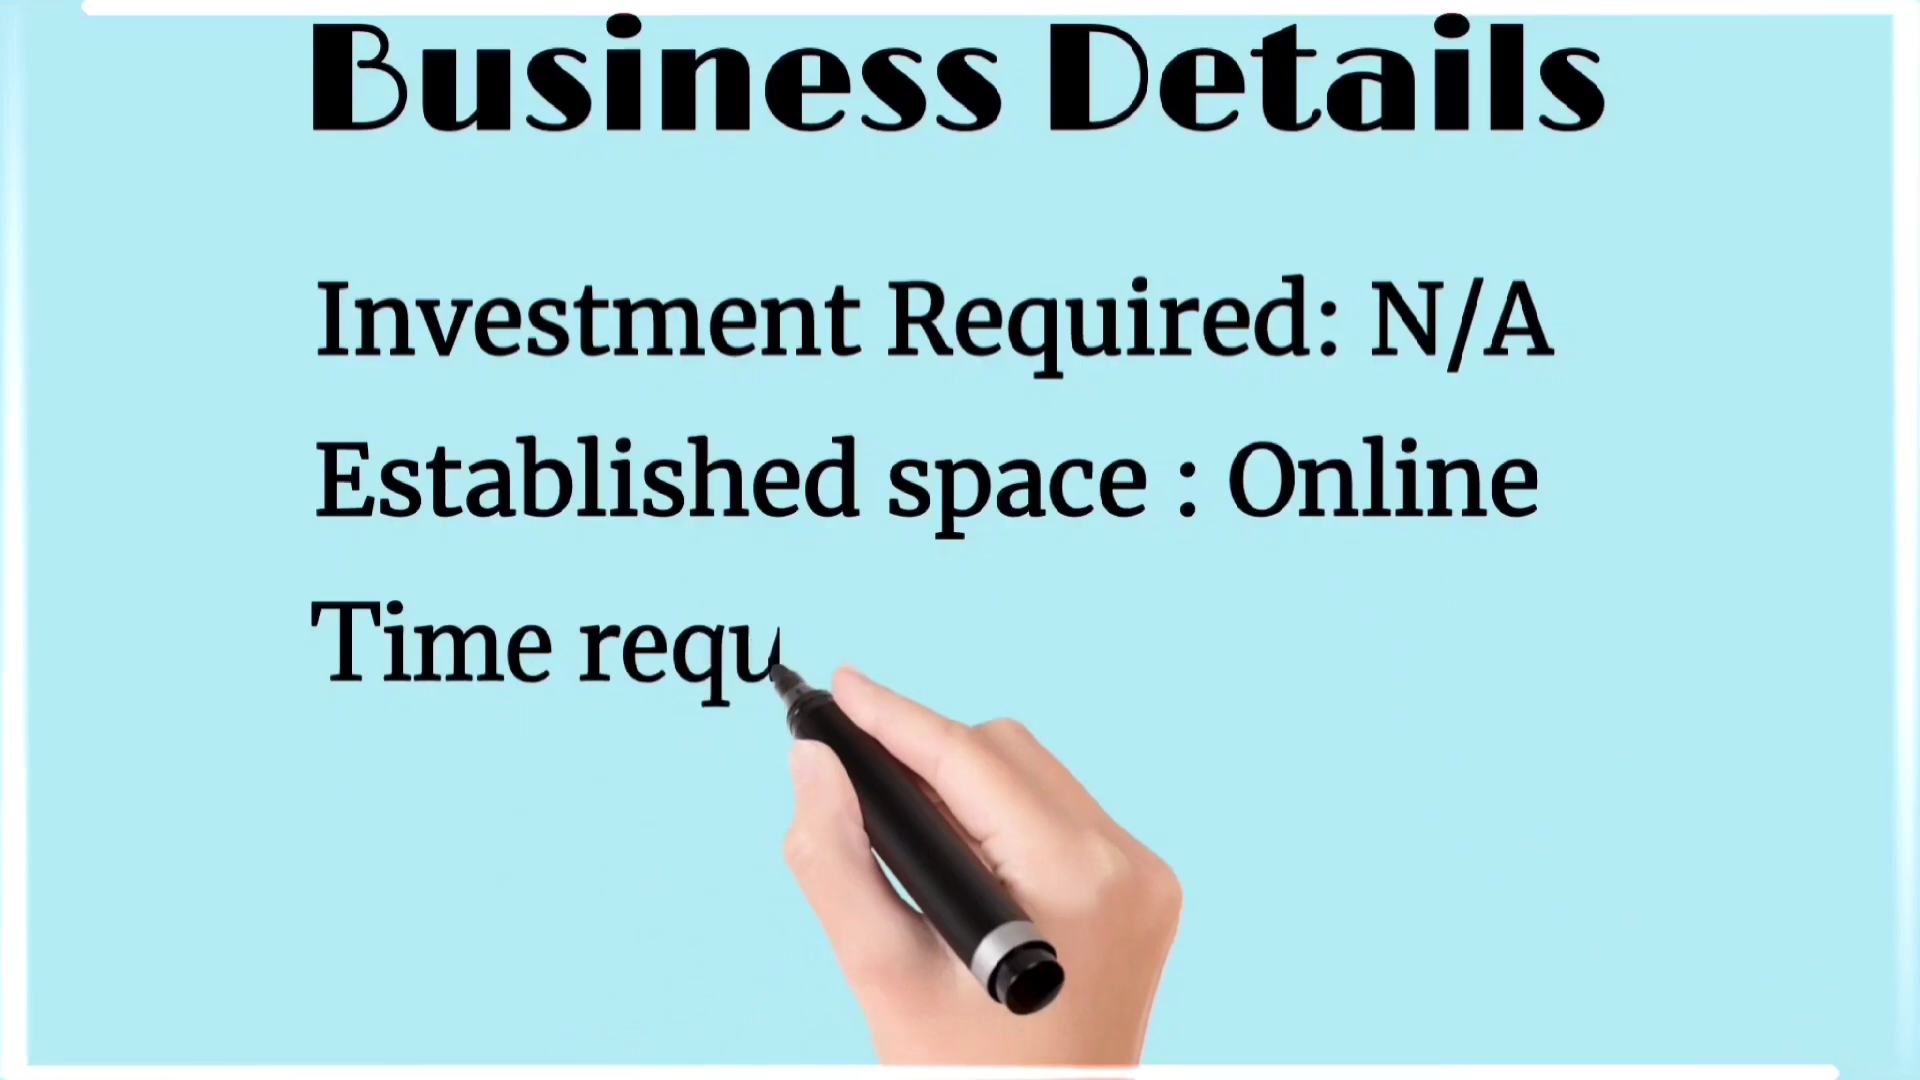 Business Details
Investment Required: N/A
Established space : Online
Time requ